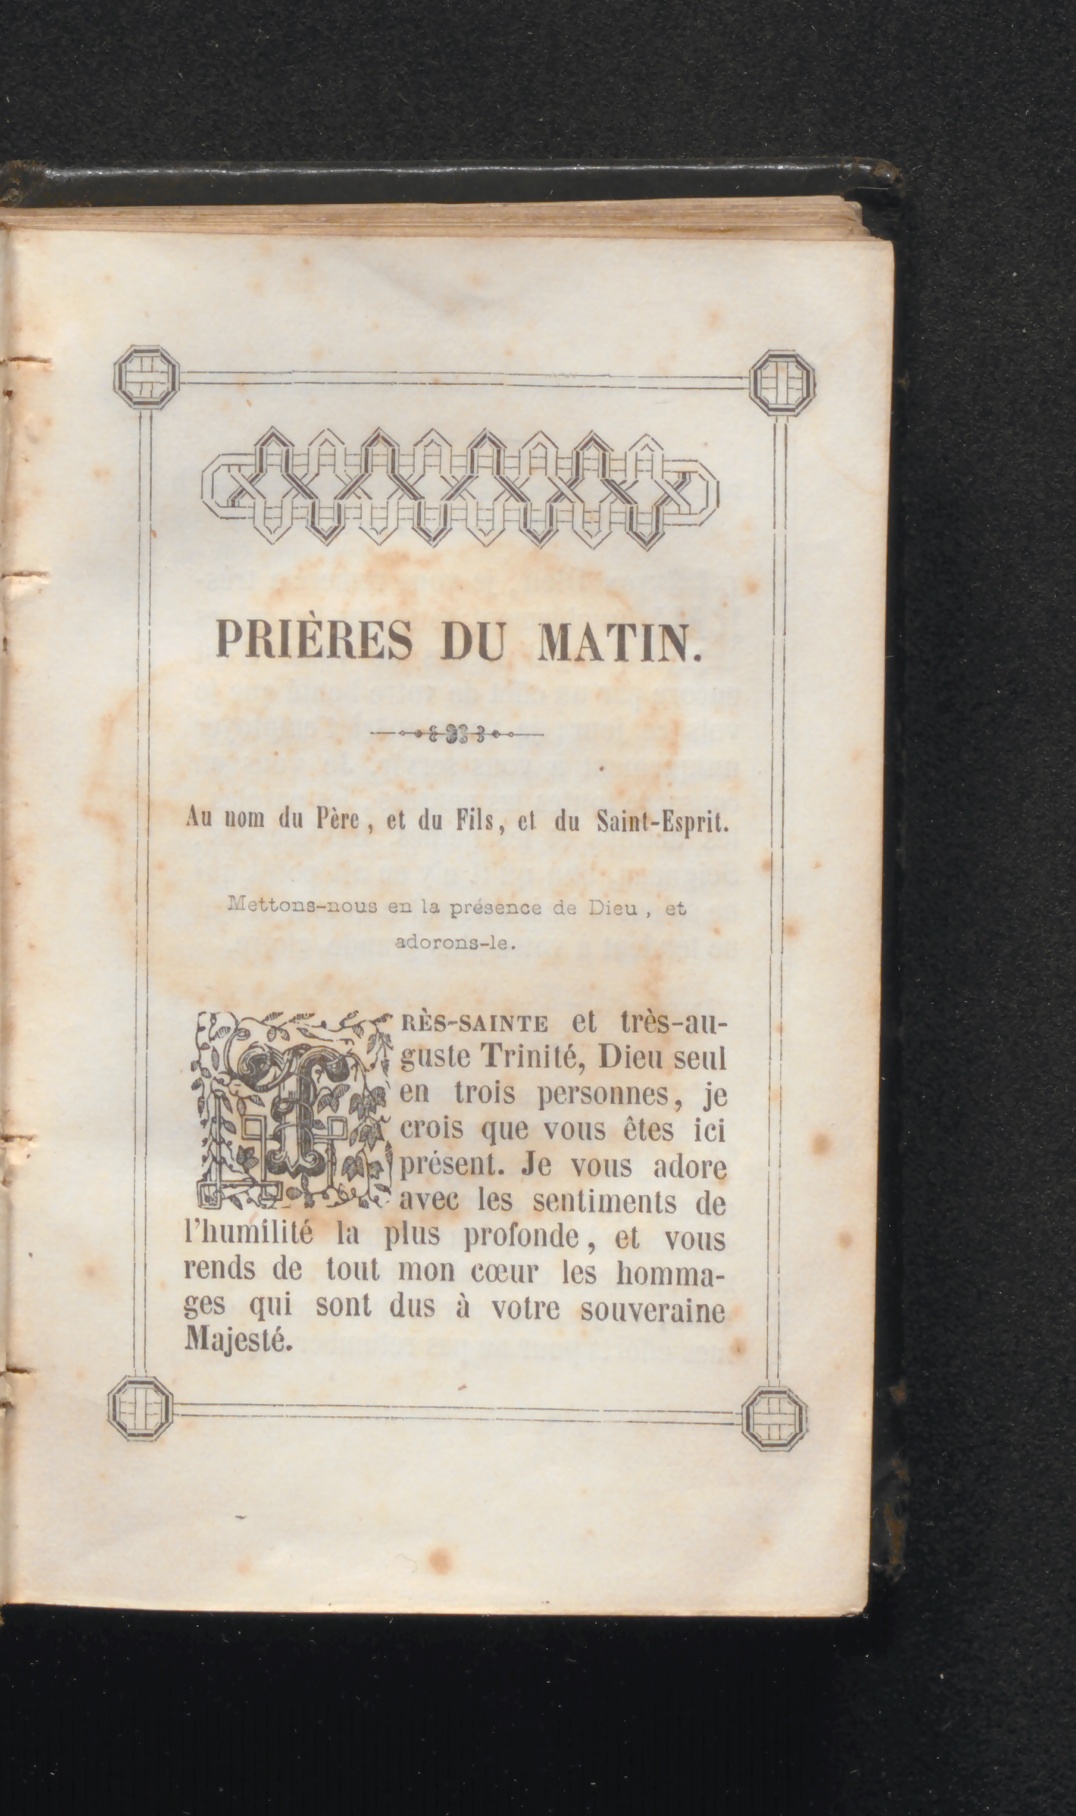 PRIÈRES DU MATIN.
Au nom du Père, et du Fils, et du Saint-Esprit.
Mettons-nous en la présence de Dieu, et
adorons-le.
TRÈS-SAINTE et très-au-
guste Trinité, Dieu seul
en trois personnes, je
crois que vous êtes ici
présent. Je vous adore
avec les sentiments de
l'humilité la plus profonde, et vous
rends de tout mon cœur les homma-
ges qui sont dus à votre souveraine
Majesté.